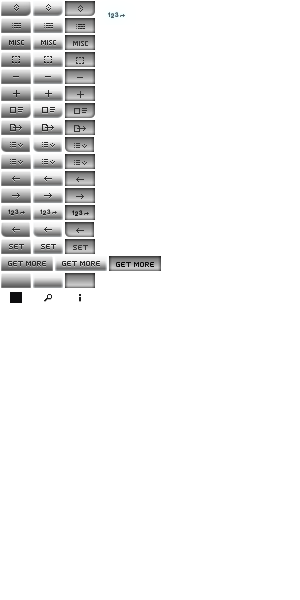 123
MISC MISC MISC
123 123 123
SET SET SET
GET MORE GET MORE GET MORE
i